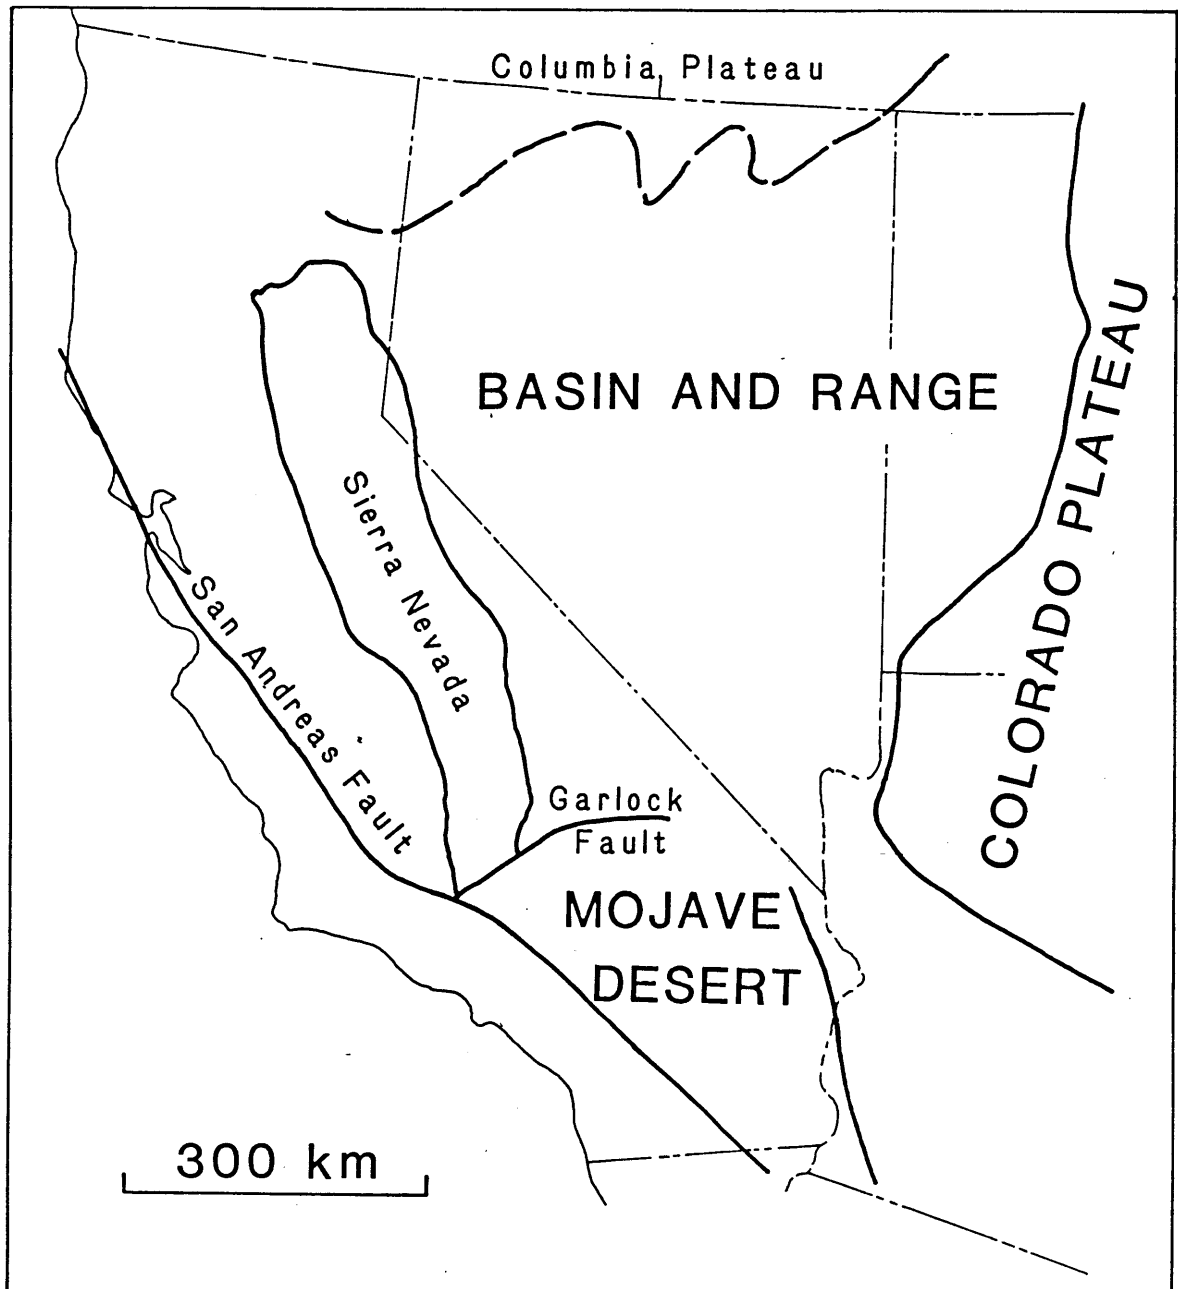 Columbia Plateau
BASIN AND RANGE
COLORADO PLATEAU
Sierra Nevada
San Andreas Fault
Garlock
Fault
MOJAVE
DESERT
300 km